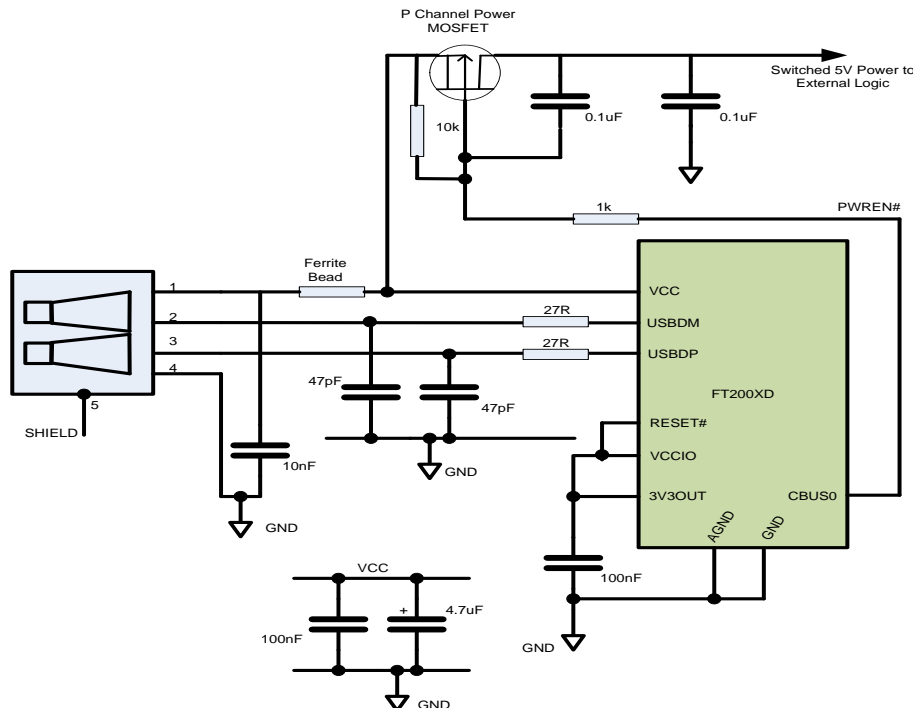 P Channel Power
MOSFET
Switched 5V Power to
External Logic
0.1uF
0.1uF
10k
1k
PWREN#
Ferrite
Bead
1
VCC
2
27R
USBDM
3
27R
USBDP
4
47pF
47pF
FT200XD
5
SHIELD
RESET#
10nF
VCCIO
GND
3V3OUT
CBUS0
GND
AGND
GND
100nF
VCC
+
4.7uF
100nF
GND
GND